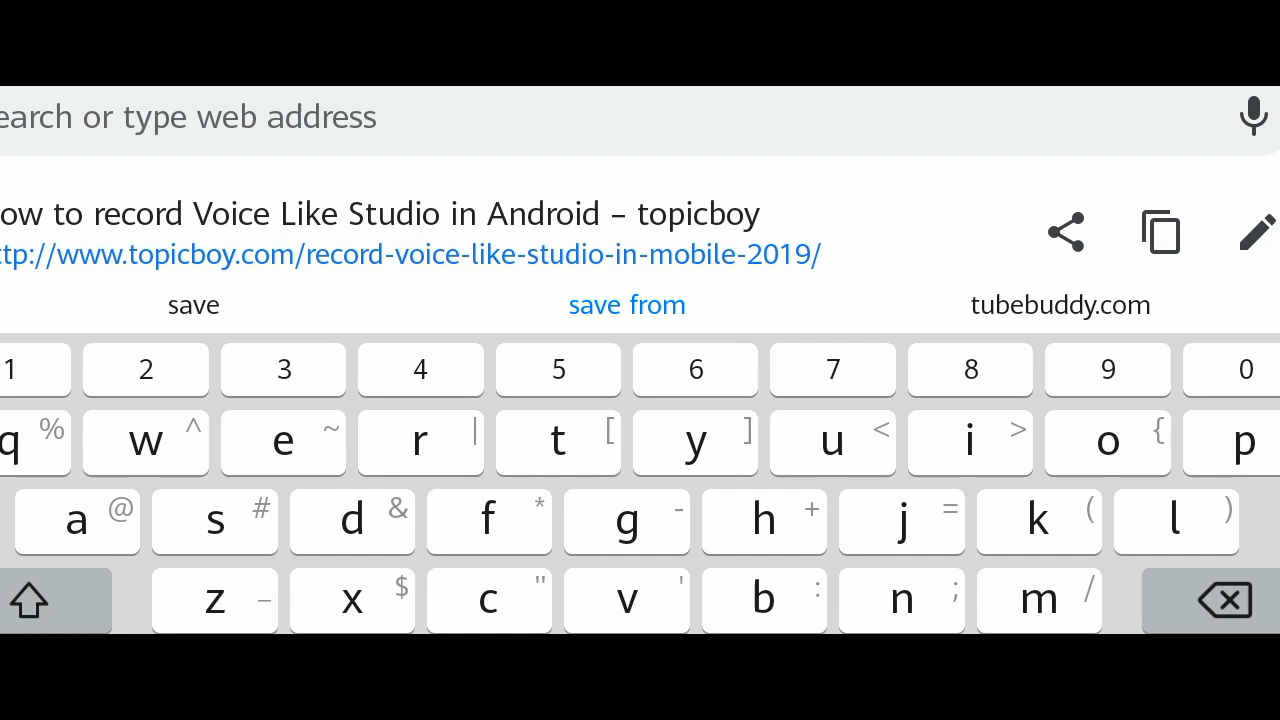 earch or type web address
ow to record Voice Like Studio in Android – topicboy
ttp://www.topicboy.com/record-voice-like-studio-in-mobile-2019/
save save from tubebuddy.com
1 2 3 4 5 6 7 8 9 0
q % w ^ e ~ r | t [ y ] u < i > o { p
a @ s # d & f * g - h + j = k ( l )
z _ x $ c " v ' b : n ; m /